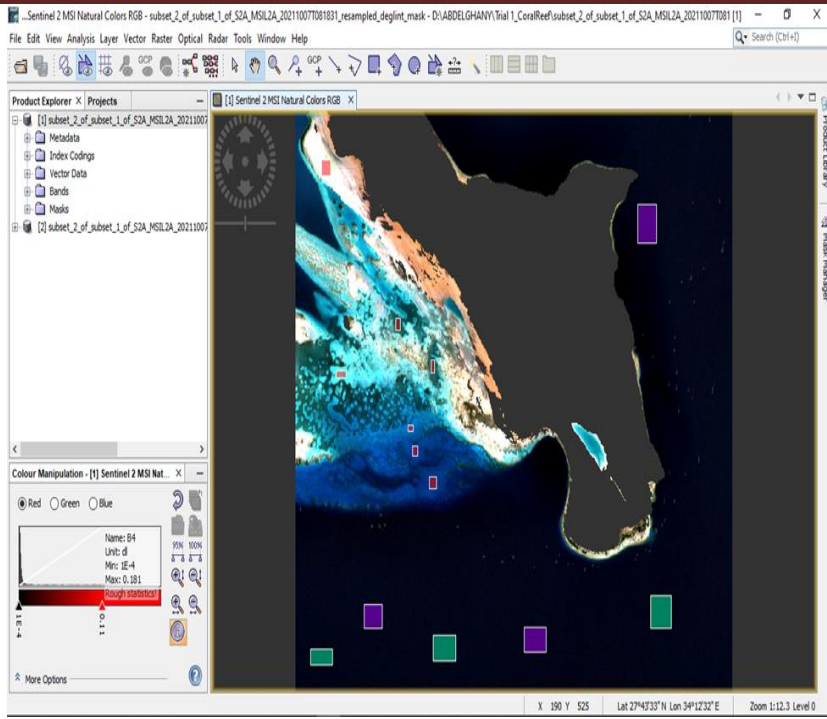 ...Sentinel 2 MSI Natural Colors RGB - subset_2_of_subset_1_of_S2A_MSIL2A_20211007T081831_resampled_deglint_mask - D:\ABDELGHANY\Trial 1_CoralReef\subset_2_of_subset_1_of_S2A_MSIL2A_20211007T081 [1]
File Edit View Analysis Layer Vector Raster Optical Radar Tools Window Help
Search (Ctrl+I)
GCP GCP
Product Explorer × Projects
[1] Sentinel 2 MSI Natural Colors RGB ×
[1] subset_2_of_subset_1_of_S2A_MSIL2A_20211007
Metadata
Index Codings
Vector Data
Bands
Masks
[2] subset_2_of_subset_1_of_S2A_MSIL2A_20211007
Product Library
Mask Manager
Colour Manipulation - [1] Sentinel 2 MSI Nat... ×
Red Green Blue
Name: B4
Unit: dl
Min: 1E-4
Max: 0.181
Rough statistics!
95% 100%
1E-4
0.11
More Options
X 190 Y 525 Lat 27°43'33" N Lon 34°12'32" E Zoom 1:12.3 Level 0